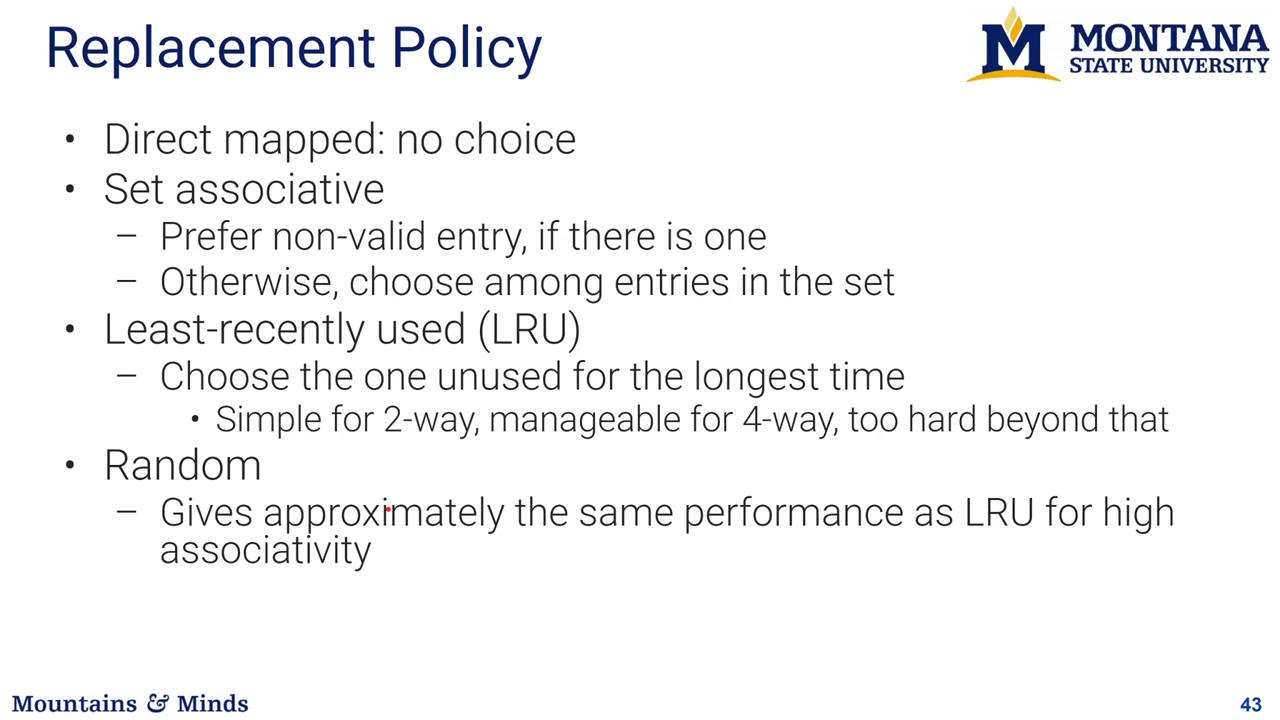 Replacement Policy
MONTANA
STATE UNIVERSITY
• Direct mapped: no choice
• Set associative
– Prefer non-valid entry, if there is one
– Otherwise, choose among entries in the set
• Least-recently used (LRU)
– Choose the one unused for the longest time
• Simple for 2-way, manageable for 4-way, too hard beyond that
• Random
– Gives approximately the same performance as LRU for high
associativity
Mountains & Minds
43